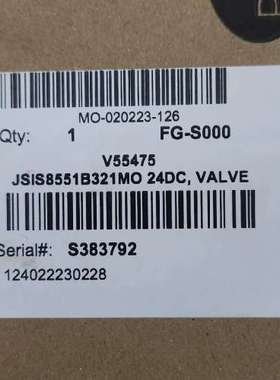 MO-020223-126
Qty: 1 FG-S000
V55475
JSIS8551B321MO 24DC, VALVE
Serial#: S383792
124022230228